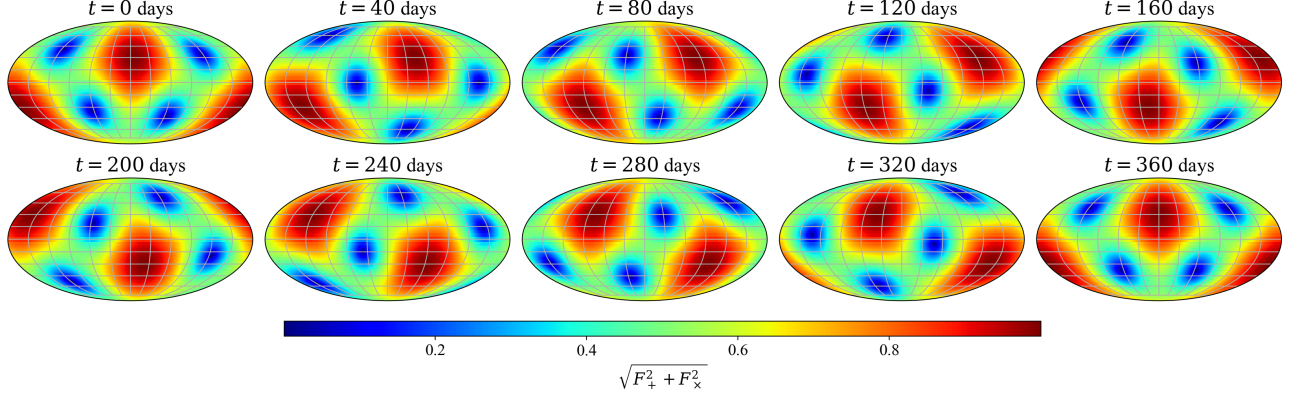 t = 0 days
t = 40 days
t = 80 days
t = 120 days
t = 160 days
t = 200 days
t = 240 days
t = 280 days
t = 320 days
t = 360 days
0.2 0.4 0.6 0.8
√F₊² + Fₓ²